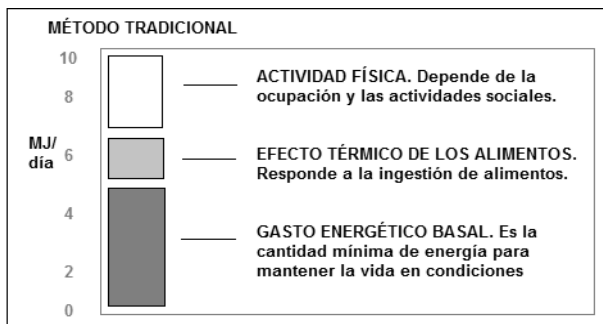 MÉTODO TRADICIONAL
10
8
MJ/
día
6
4
2
0
ACTIVIDAD FÍSICA. Depende de la
ocupación y las actividades sociales.
EFECTO TÉRMICO DE LOS ALIMENTOS.
Responde a la ingestión de alimentos.
GASTO ENERGÉTICO BASAL. Es la
cantidad mínima de energía para
mantener la vida en condiciones